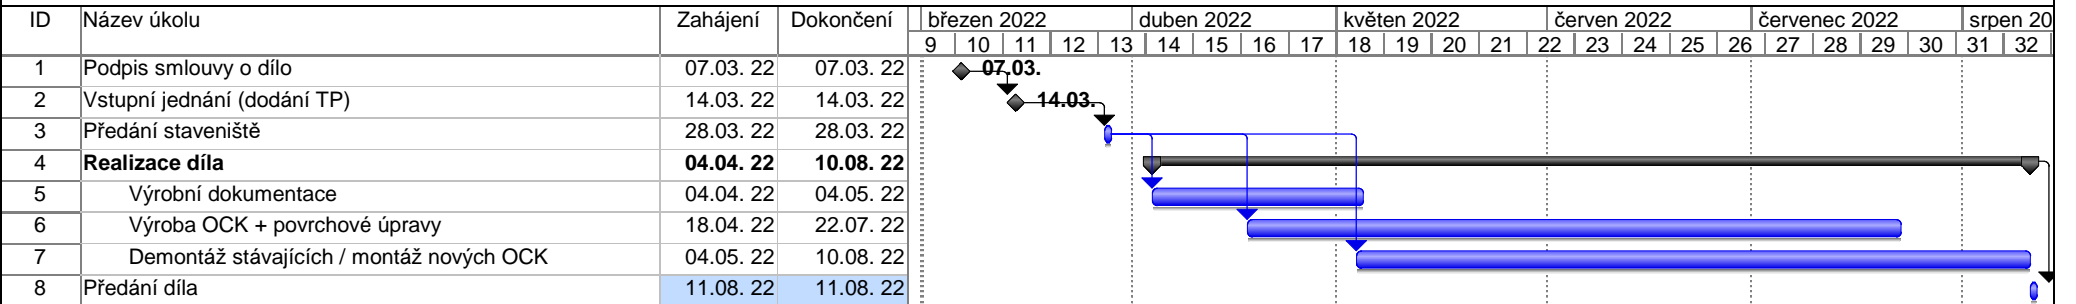 ID Název úkolu Zahájení Dokončení březen 2022 duben 2022 květen 2022 červen 2022 červenec 2022 srpen 20
9 10 11 12 13 14 15 16 17 18 19 20 21 22 23 24 25 26 27 28 29 30 31 32
1 Podpis smlouvy o dílo 07.03. 22 07.03. 22 07.03.
2 Vstupní jednání (dodání TP) 14.03. 22 14.03. 22 14.03.
3 Předání staveniště 28.03. 22 28.03. 22
4 Realizace díla 04.04. 22 10.08. 22
5 Výrobní dokumentace 04.04. 22 04.05. 22
6 Výroba OCK + povrchové úpravy 18.04. 22 22.07. 22
7 Demontáž stávajících / montáž nových OCK 04.05. 22 10.08. 22
8 Předání díla 11.08. 22 11.08. 22